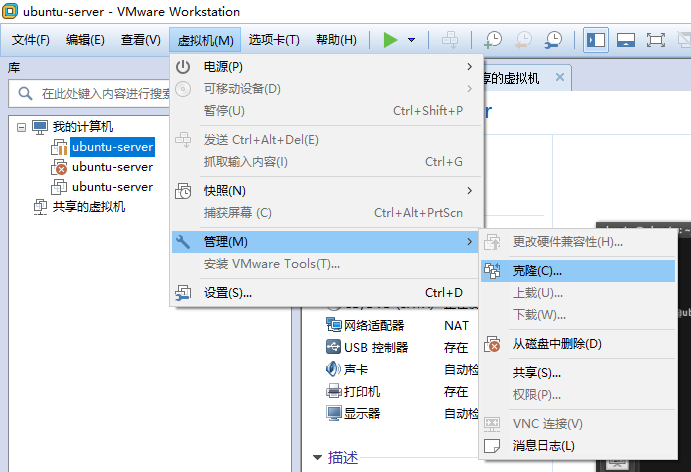 ubuntu-server - VMware Workstation
文件(F) 编辑(E) 查看(V) 虚拟机(M) 选项卡(T) 帮助(H)
库
在此处键入内容进行搜索
我的计算机
ubuntu-server
ubuntu-server
ubuntu-server
共享的虚拟机
电源(P)
可移动设备(D)
暂停(U) Ctrl+Shift+P
发送 Ctrl+Alt+Del(E)
抓取输入内容(I) Ctrl+G
快照(N)
捕获屏幕 (C) Ctrl+Alt+PrtScn
管理(M)
安装 VMware Tools(T)...
设置(S)... Ctrl+D
享的虚拟机
更改硬件兼容性(H)...
克隆(C)...
上载(U)...
下载(W)...
从磁盘中删除(D)
共享(S)...
权限(P)...
VNC 连接(V)
消息日志(L)
网络适配器 NAT
USB 控制器 存在
声卡 自动检
打印机 存在
显示器 自动检
描述